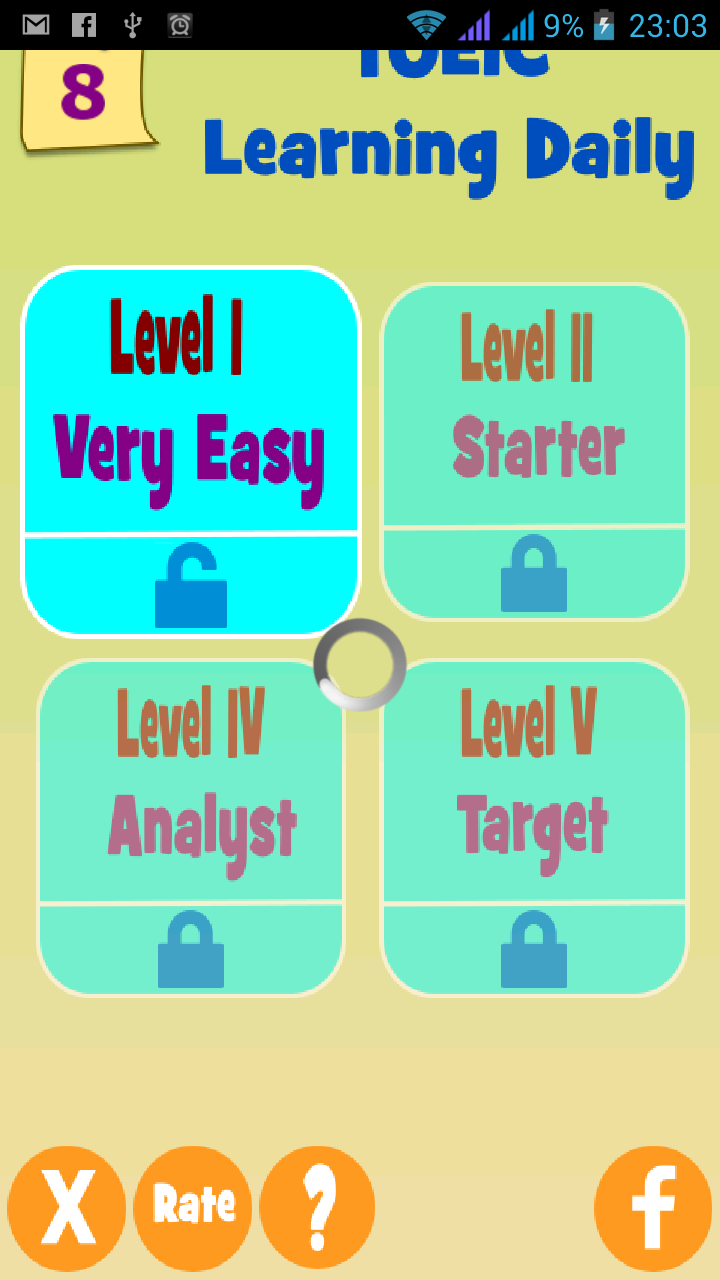 9% 23:03
8
TOEIC
Learning Daily
Level I
Very Easy
Level II
Starter
Level IV
Analyst
Level V
Target
X
Rate
?
f